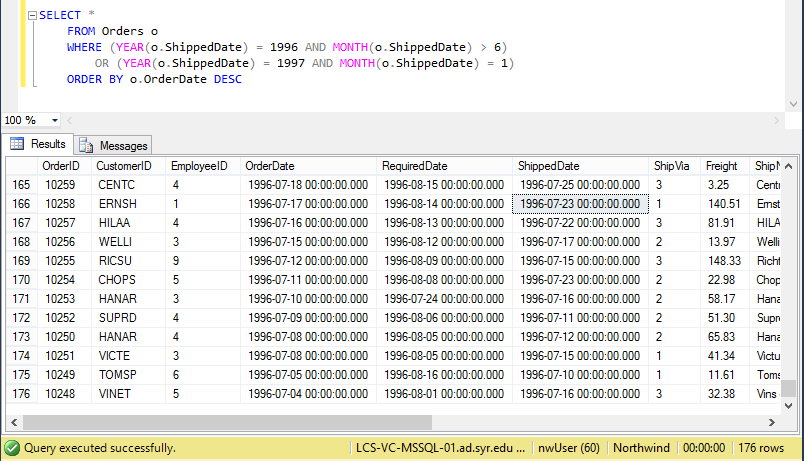 SELECT *
FROM Orders o
WHERE (YEAR(o.ShippedDate) = 1996 AND MONTH(o.ShippedDate) > 6)
OR (YEAR(o.ShippedDate) = 1997 AND MONTH(o.ShippedDate) = 1)
ORDER BY o.OrderDate DESC
100 %
Results Messages
OrderID CustomerID EmployeeID OrderDate RequiredDate ShippedDate ShipVia Freight ShipN
165 10259 CENTC 4 1996-07-18 00:00:00.000 1996-08-15 00:00:00.000 1996-07-25 00:00:00.000 3 3.25 Centr
166 10258 ERNSH 1 1996-07-17 00:00:00.000 1996-08-14 00:00:00.000 1996-07-23 00:00:00.000 1 140.51 Ernst
167 10257 HILAA 4 1996-07-16 00:00:00.000 1996-08-13 00:00:00.000 1996-07-22 00:00:00.000 3 81.91 HILA
168 10256 WELLI 3 1996-07-15 00:00:00.000 1996-08-12 00:00:00.000 1996-07-17 00:00:00.000 2 13.97 Welli
169 10255 RICSU 9 1996-07-12 00:00:00.000 1996-08-09 00:00:00.000 1996-07-15 00:00:00.000 3 148.33 Richt
170 10254 CHOPS 5 1996-07-11 00:00:00.000 1996-08-08 00:00:00.000 1996-07-23 00:00:00.000 2 22.98 Chop
171 10253 HANAR 3 1996-07-10 00:00:00.000 1996-07-24 00:00:00.000 1996-07-16 00:00:00.000 2 58.17 Hana
172 10252 SUPRD 4 1996-07-09 00:00:00.000 1996-08-06 00:00:00.000 1996-07-11 00:00:00.000 2 51.30 Supre
173 10250 HANAR 4 1996-07-08 00:00:00.000 1996-08-05 00:00:00.000 1996-07-12 00:00:00.000 2 65.83 Hana
174 10251 VICTE 3 1996-07-08 00:00:00.000 1996-08-05 00:00:00.000 1996-07-15 00:00:00.000 1 41.34 Victu
175 10249 TOMSP 6 1996-07-05 00:00:00.000 1996-08-16 00:00:00.000 1996-07-10 00:00:00.000 1 11.61 Toms
176 10248 VINET 5 1996-07-04 00:00:00.000 1996-08-01 00:00:00.000 1996-07-16 00:00:00.000 3 32.38 Vins
Query executed successfully. LCS-VC-MSSQL-01.ad.syr.edu ... nwUser (60) Northwind 00:00:00 176 rows